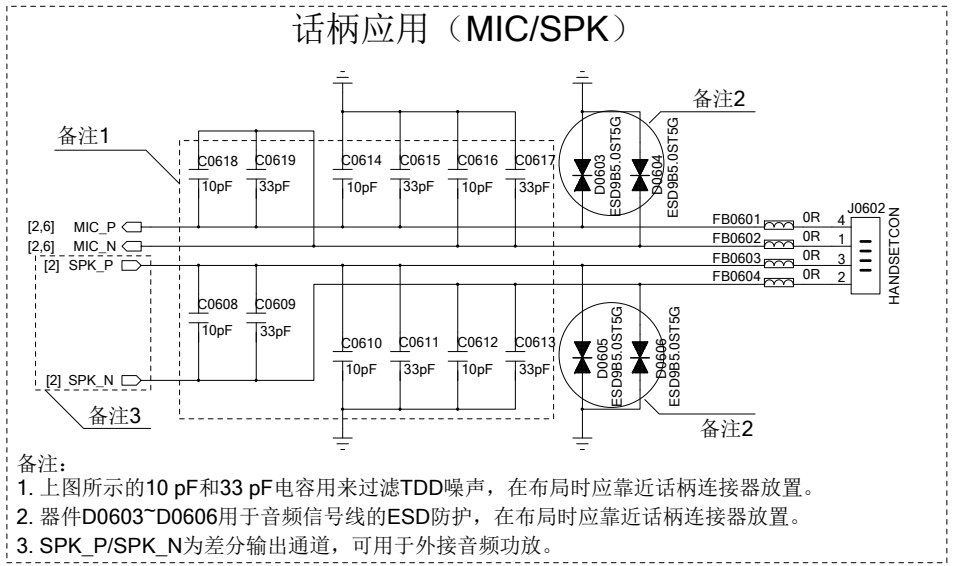 话柄应用（MIC/SPK）
备注2
备注1
C0618 C0619 C0614 C0615 C0616 C0617
10pF 33pF 10pF 33pF 10pF 33pF
D0603 ESD9B5.0ST5G D0604 ESD9B5.0ST5G
[2,6] MIC_P FB0601 0R 4 J0602
[2,6] MIC_N FB0602 0R 1
[2] SPK_P FB0603 0R 3
FB0604 0R 2
HANDSETCON
C0608 C0609
10pF 33pF
C0610 C0611 C0612 C0613
10pF 33pF 10pF 33pF
D0605 ESD9B5.0ST5G D0606 ESD9B5.0ST5G
[2] SPK_N
备注3
备注2
备注：
1. 上图所示的10 pF和33 pF电容用来过滤TDD噪声，在布局时应靠近话柄连接器放置。
2. 器件D0603~D0606用于音频信号线的ESD防护，在布局时应靠近话柄连接器放置。
3. SPK_P/SPK_N为差分输出通道，可用于外接音频功放。